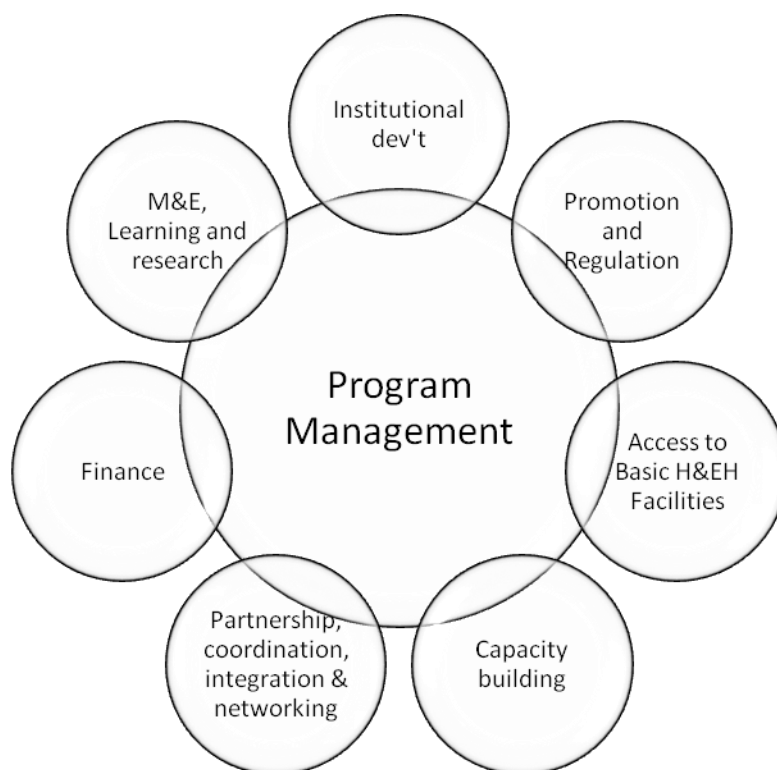 Institutional
dev't
Promotion
and
Regulation
Access to
Basic H&EH
Facilities
Capacity
building
Partnership,
coordination,
integration &
networking
Finance
M&E,
Learning and
research
Program
Management